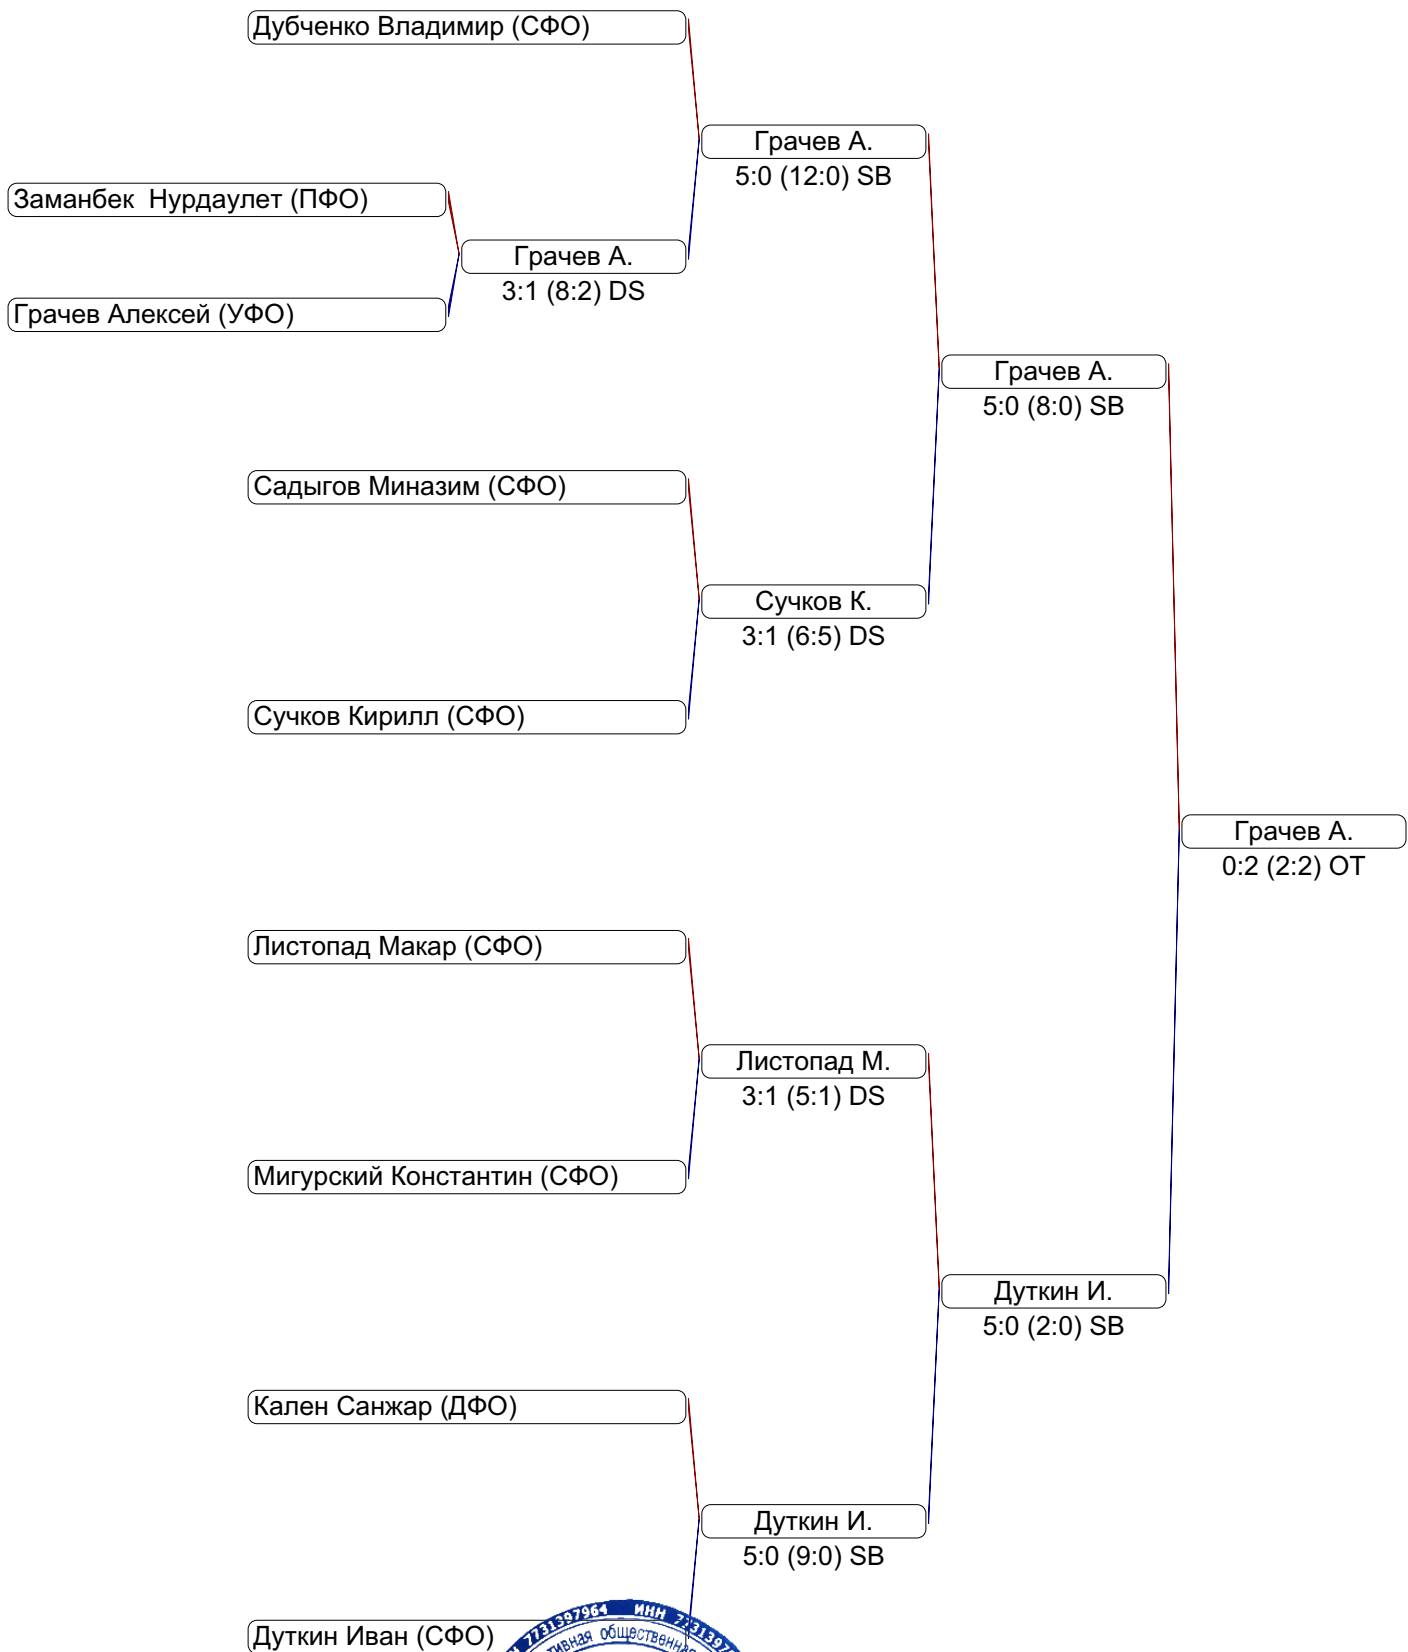 Дубченко Владимир (СФО)
Грачев А.
5:0 (12:0) SB
Заманбек  Нурдаулет (ПФО)
Грачев А.
3:1 (8:2) DS
Грачев Алексей (УФО)
Грачев А.
5:0 (8:0) SB
Садыгов Миназим (СФО)
Сучков К.
3:1 (6:5) DS
Сучков Кирилл (СФО)
Грачев А.
0:2 (2:2) OT
Листопад Макар (СФО)
Листопад М.
3:1 (5:1) DS
Мигурский Константин (СФО)
Дуткин И.
5:0 (2:0) SB
Кален Санжар (ДФО)
Дуткин И.
5:0 (9:0) SB
Дуткин Иван (СФО)
7731397964 ИНН
общественная